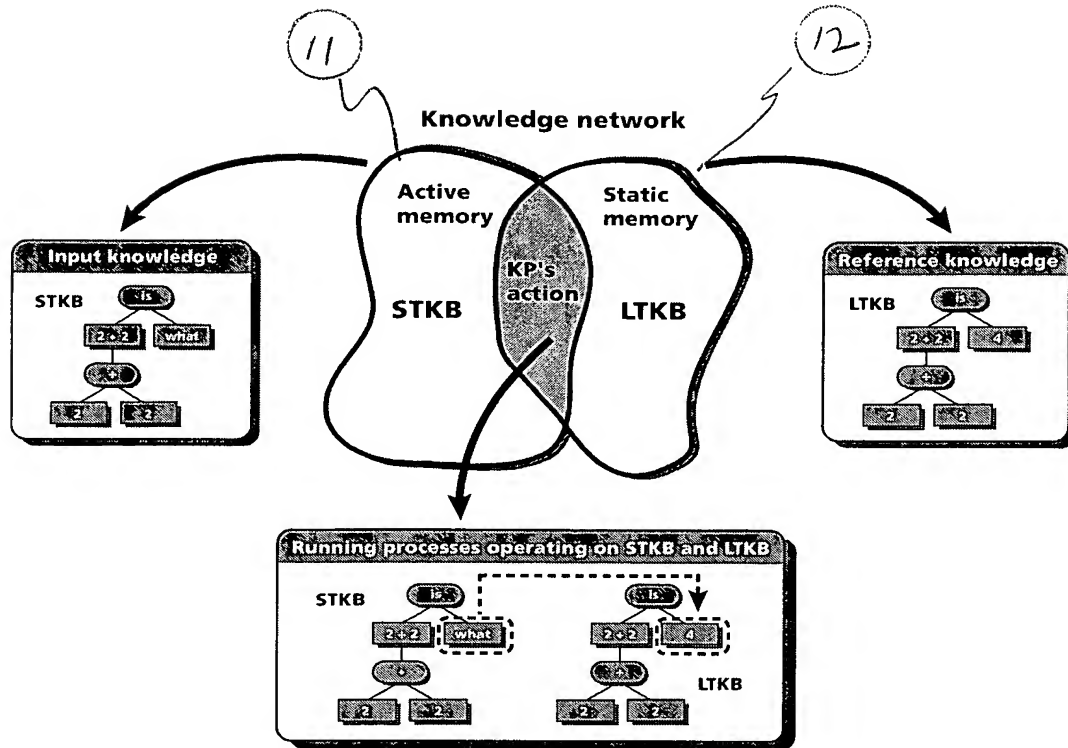 11
12
Knowledge network
Active
memory
Static
memory
KP's
action
STKB
LTKB
Input knowledge
STKB
is
2+2
what
+
2
2
Reference knowledge
LTKB
is
2+2
4
+
2
2
Running processes operating on STKB and LTKB
STKB
is
2+2
what
+
2
2
is
2+2
4
+
2
2
LTKB